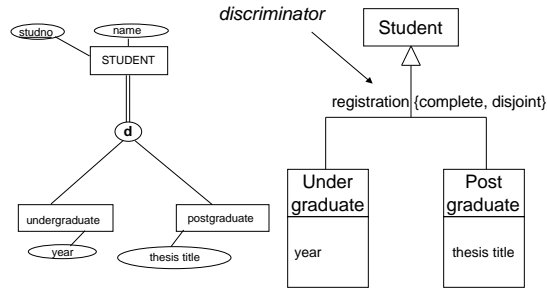 studno
name
STUDENT
d
undergraduate
postgraduate
year
thesis title
discriminator
Student
registration {complete, disjoint}
Under
graduate
year
Post
graduate
thesis title